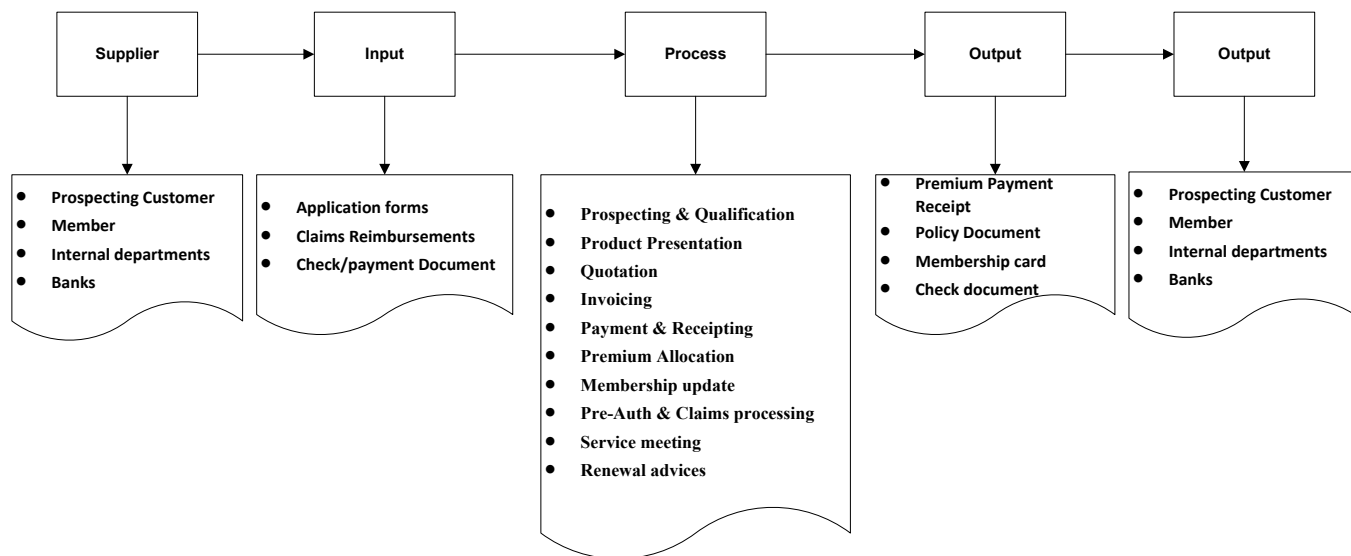 Supplier
Input
Process
Output
Output
Prospecting Customer
Member
Internal departments
Banks
Application forms
Claims Reimbursements
Check/payment Document
Prospecting & Qualification
Product Presentation
Quotation
Invoicing
Payment & Receipting
Premium Allocation
Membership update
Pre-Auth & Claims processing
Service meeting
Renewal advices
Premium Payment
Receipt
Policy Document
Membership card
Check document
Prospecting Customer
Member
Internal departments
Banks